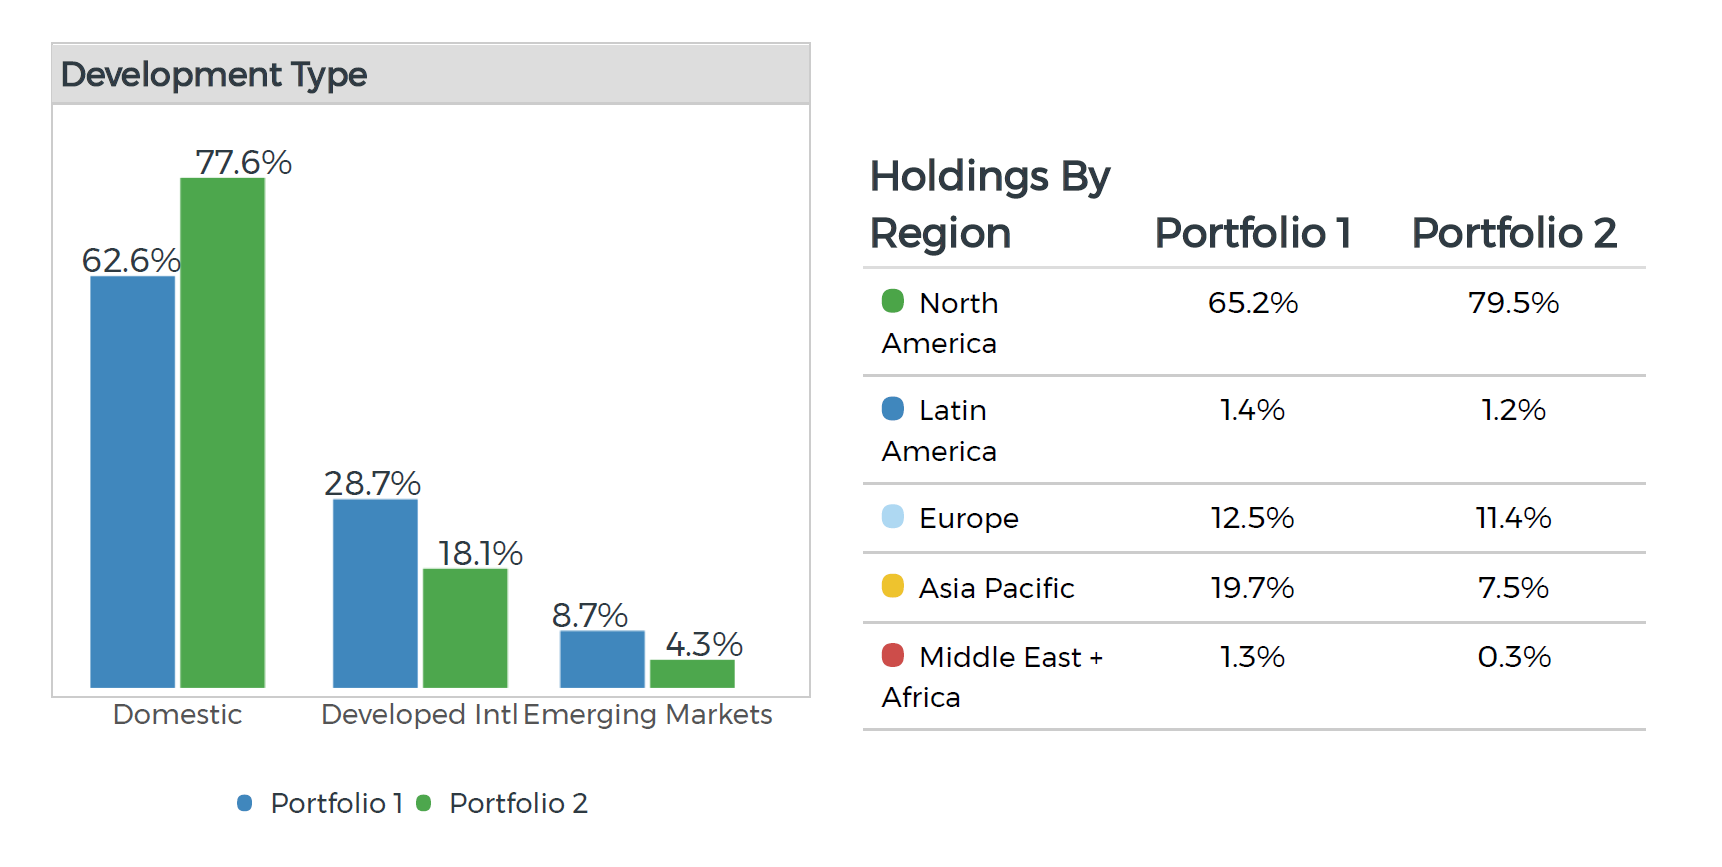 Development Type
77.6%
62.6%
28.7%
18.1%
8.7%
4.3%
Domestic
Developed Intl
Emerging Markets
Portfolio 1
Portfolio 2
Holdings By
Region Portfolio 1 Portfolio 2
North 65.2% 79.5%
America
Latin 1.4% 1.2%
America
Europe 12.5% 11.4%
Asia Pacific 19.7% 7.5%
Middle East + 1.3% 0.3%
Africa